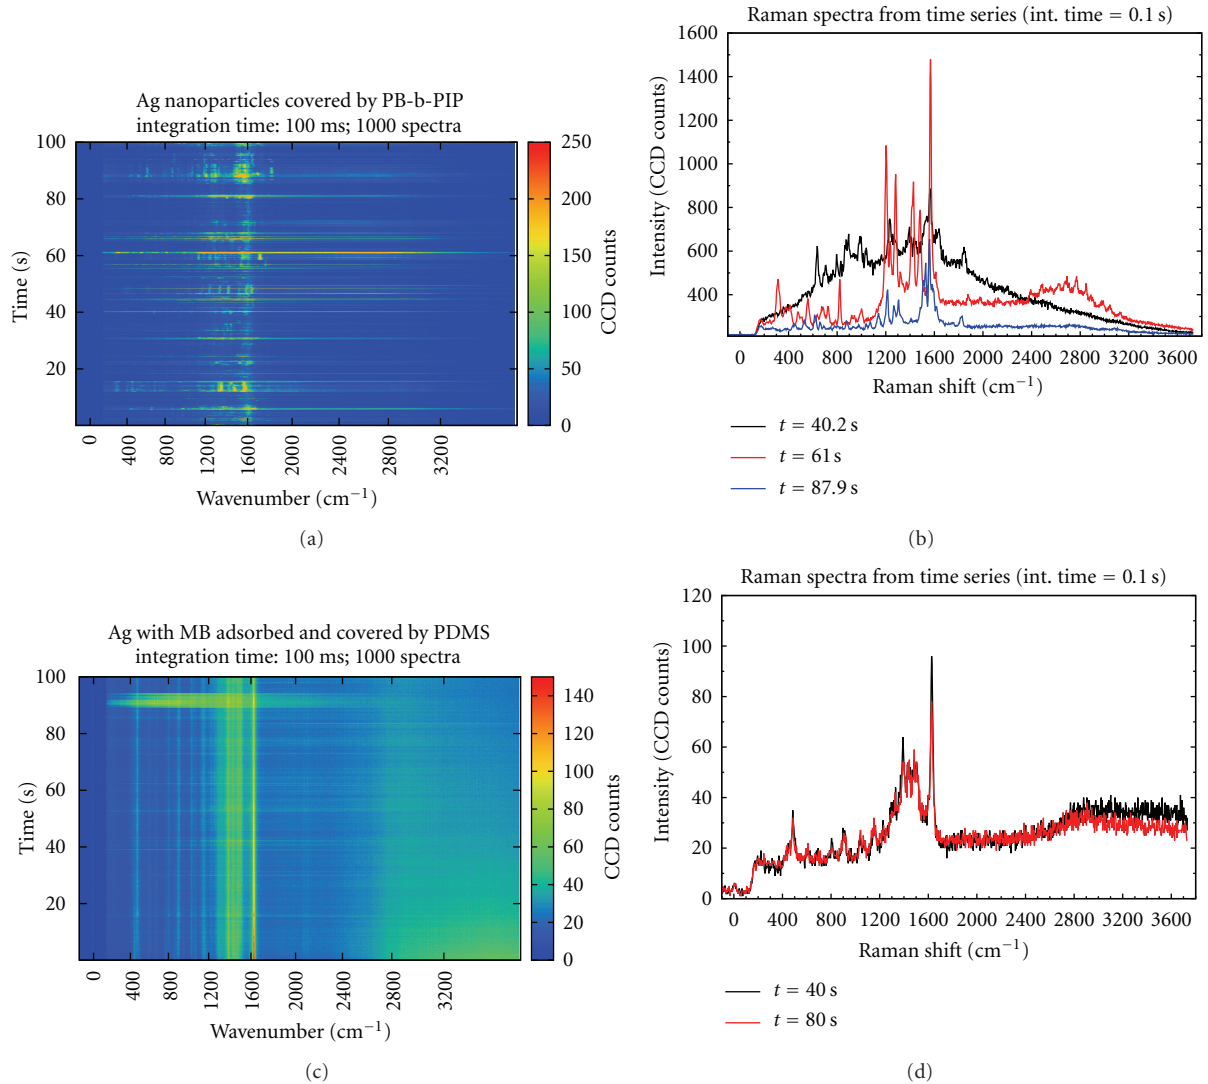 Ag nanoparticles covered by PB-b-PIP
integration time: 100 ms; 1000 spectra
100
80
60
40
20
Time (s)
0
400
800
1200
1600
2000
2400
2800
3200
Wavenumber (cm−1)
250
200
150
100
50
0
CCD counts
(a)
Raman spectra from time series (int. time = 0.1 s)
1600
1400
1200
1000
800
600
400
Intensity (CCD counts)
0 400 800 1200 1600 2000 2400 2800 3200 3600
Raman shift (cm−1)
t = 40.2 s
t = 61 s
t = 87.9 s
(b)
Ag with MB adsorbed and covered by PDMS
integration time: 100 ms; 1000 spectra
100
80
60
40
20
Time (s)
0
400
800
1200
1600
2000
2400
2800
3200
Wavenumber (cm−1)
140
120
100
80
60
40
20
0
CCD counts
(c)
Raman spectra from time series (int. time = 0.1 s)
120
100
80
60
40
20
0
Intensity (CCD counts)
0 400 800 1200 1600 2000 2400 2800 3200 3600
Raman shift (cm−1)
t = 40 s
t = 80 s
(d)